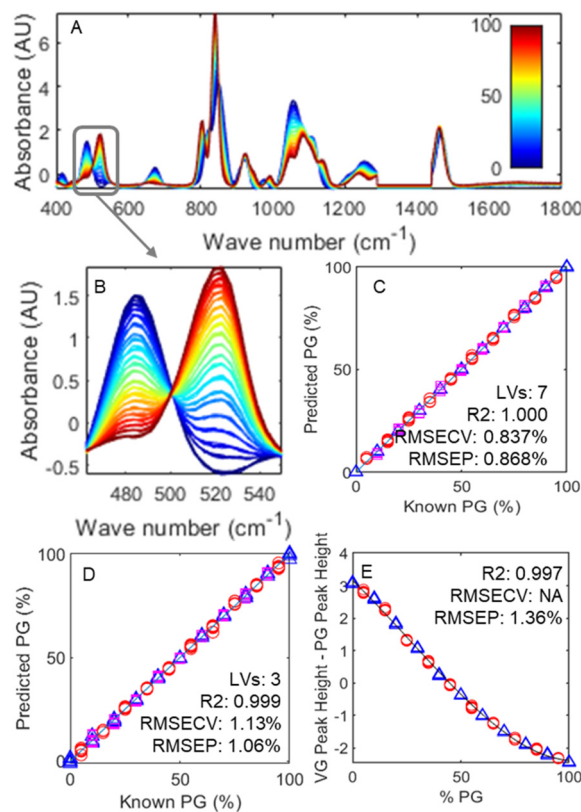 A
100
50
0
Absorbance (AU)
6
4
2
0
400 600 800 1000 1200 1400 1600 1800
Wave number (cm-1)
B
Absorbance (AU)
1.5
1
0.3
0
-0.5
480 500 520 540
Wave number (cm-1)
C
Predicted PG (%)
100
50
0
0 50 100
Known PG (%)
LVs: 7
R2: 1.000
RMSECV: 0.837%
RMSEP: 0.868%
D
Predicted PG (%)
100
50
0
0 50 100
Known PG (%)
LVs: 3
R2: 0.999
RMSECV: 1.13%
RMSEP: 1.06%
E
VG Peak Height - PG Peak Height
4
3
2
1
0
-1
-2
0 50 100
% PG
R2: 0.997
RMSECV: NA
RMSEP: 1.36%